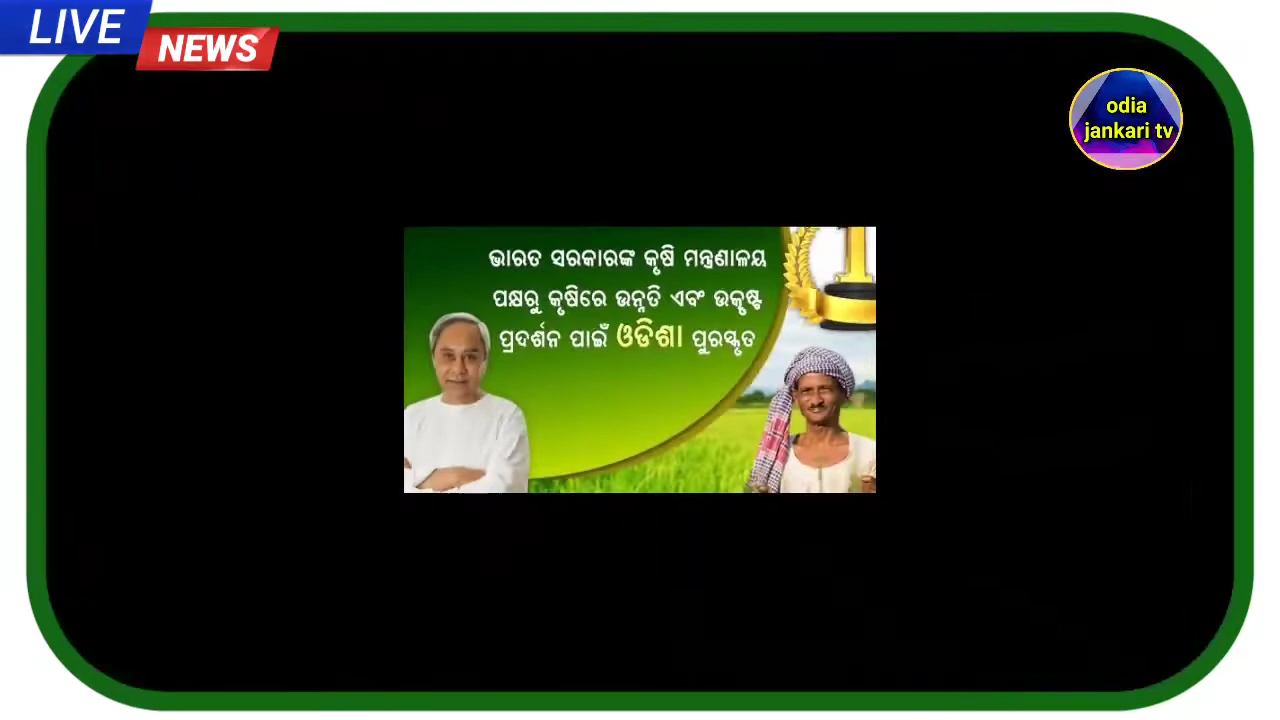 LIVE
NEWS
odia
jankari tv
ଭାରତ ସରକାରଙ୍କ କୃଷି ମନ୍ତ୍ରଣାଳୟ
ପକ୍ଷରୁ କୃଷିରେ ଉନ୍ନତି ଏବଂ ଉତ୍କୃଷ୍ଟ
ପ୍ରଦର୍ଶନ ପାଇଁ ଓଡିଶା ପୁରସ୍କୃତ